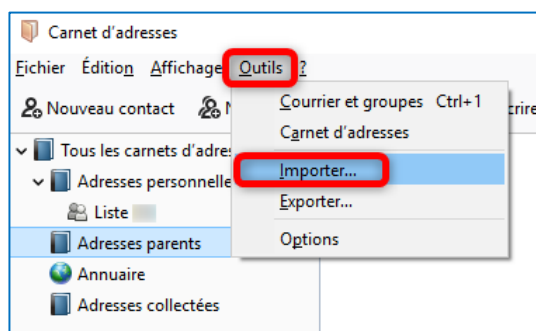 Carnet d'adresses
Fichier Édition Affichage Outils ?
Nouveau contact
Courrier et groupes Ctrl+1
Carnet d'adresses
Importer...
Exporter...
Options
Tous les carnets d'adre
Adresses personnelle
Liste
Adresses parents
Annuaire
Adresses collectées